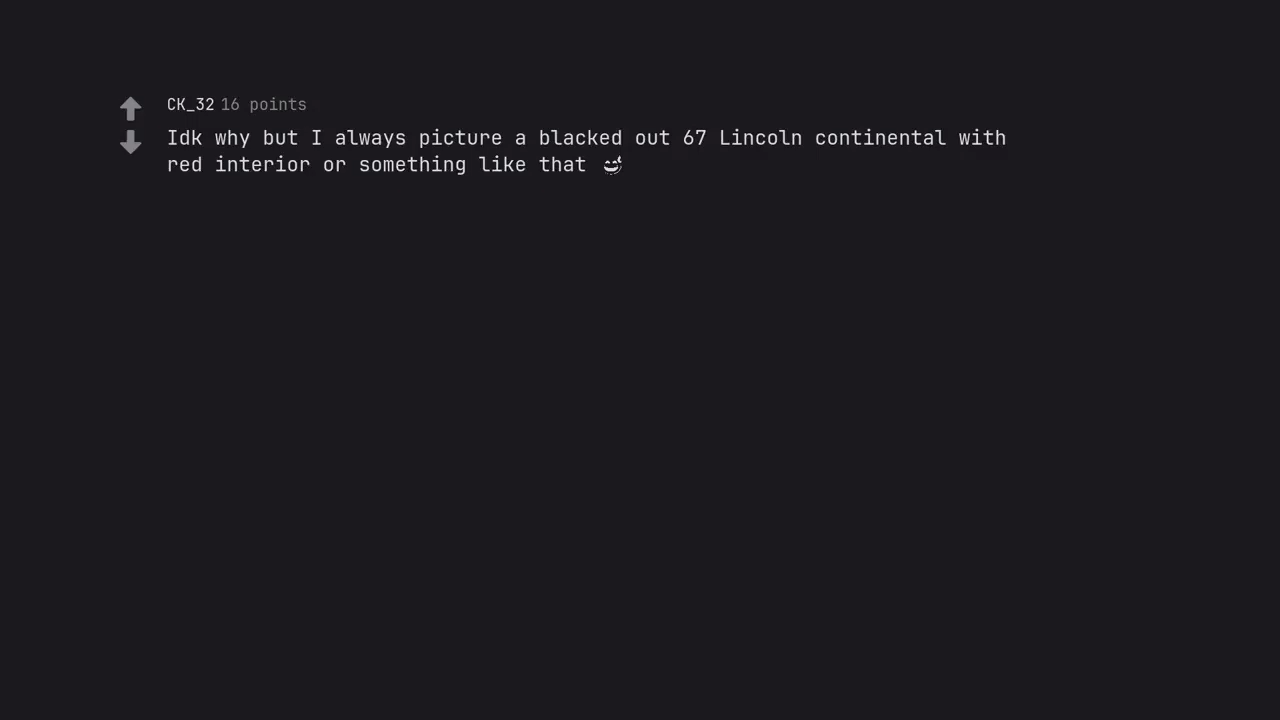 CK_32 16 points
Idk why but I always picture a blacked out 67 Lincoln continental with
red interior or something like that 😅